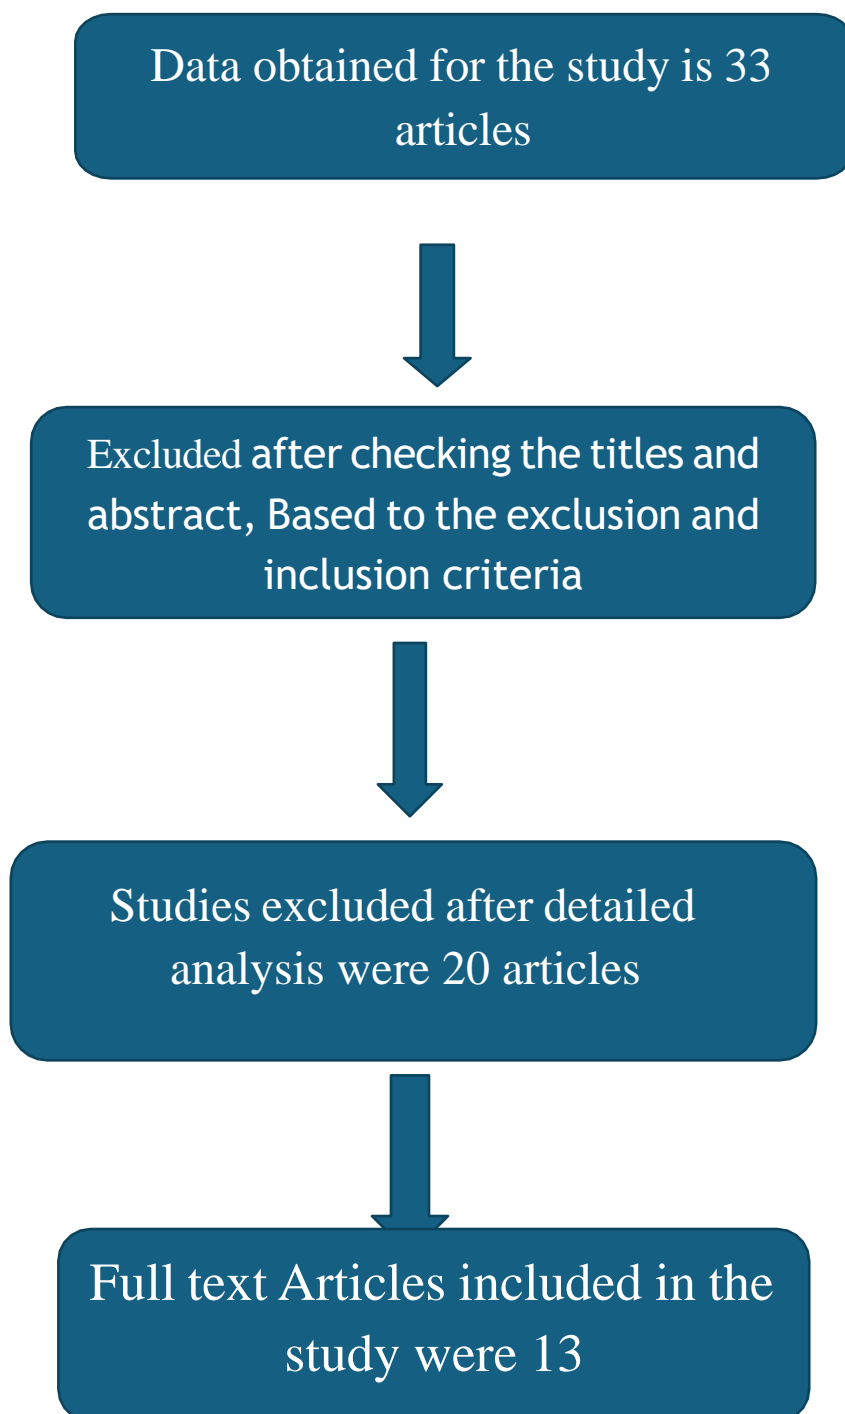 Data obtained for the study is 33
articles
Excluded after checking the titles and
abstract, Based to the exclusion and
inclusion criteria
Studies excluded after detailed
analysis were 20 articles
Full text Articles included in the
study were 13